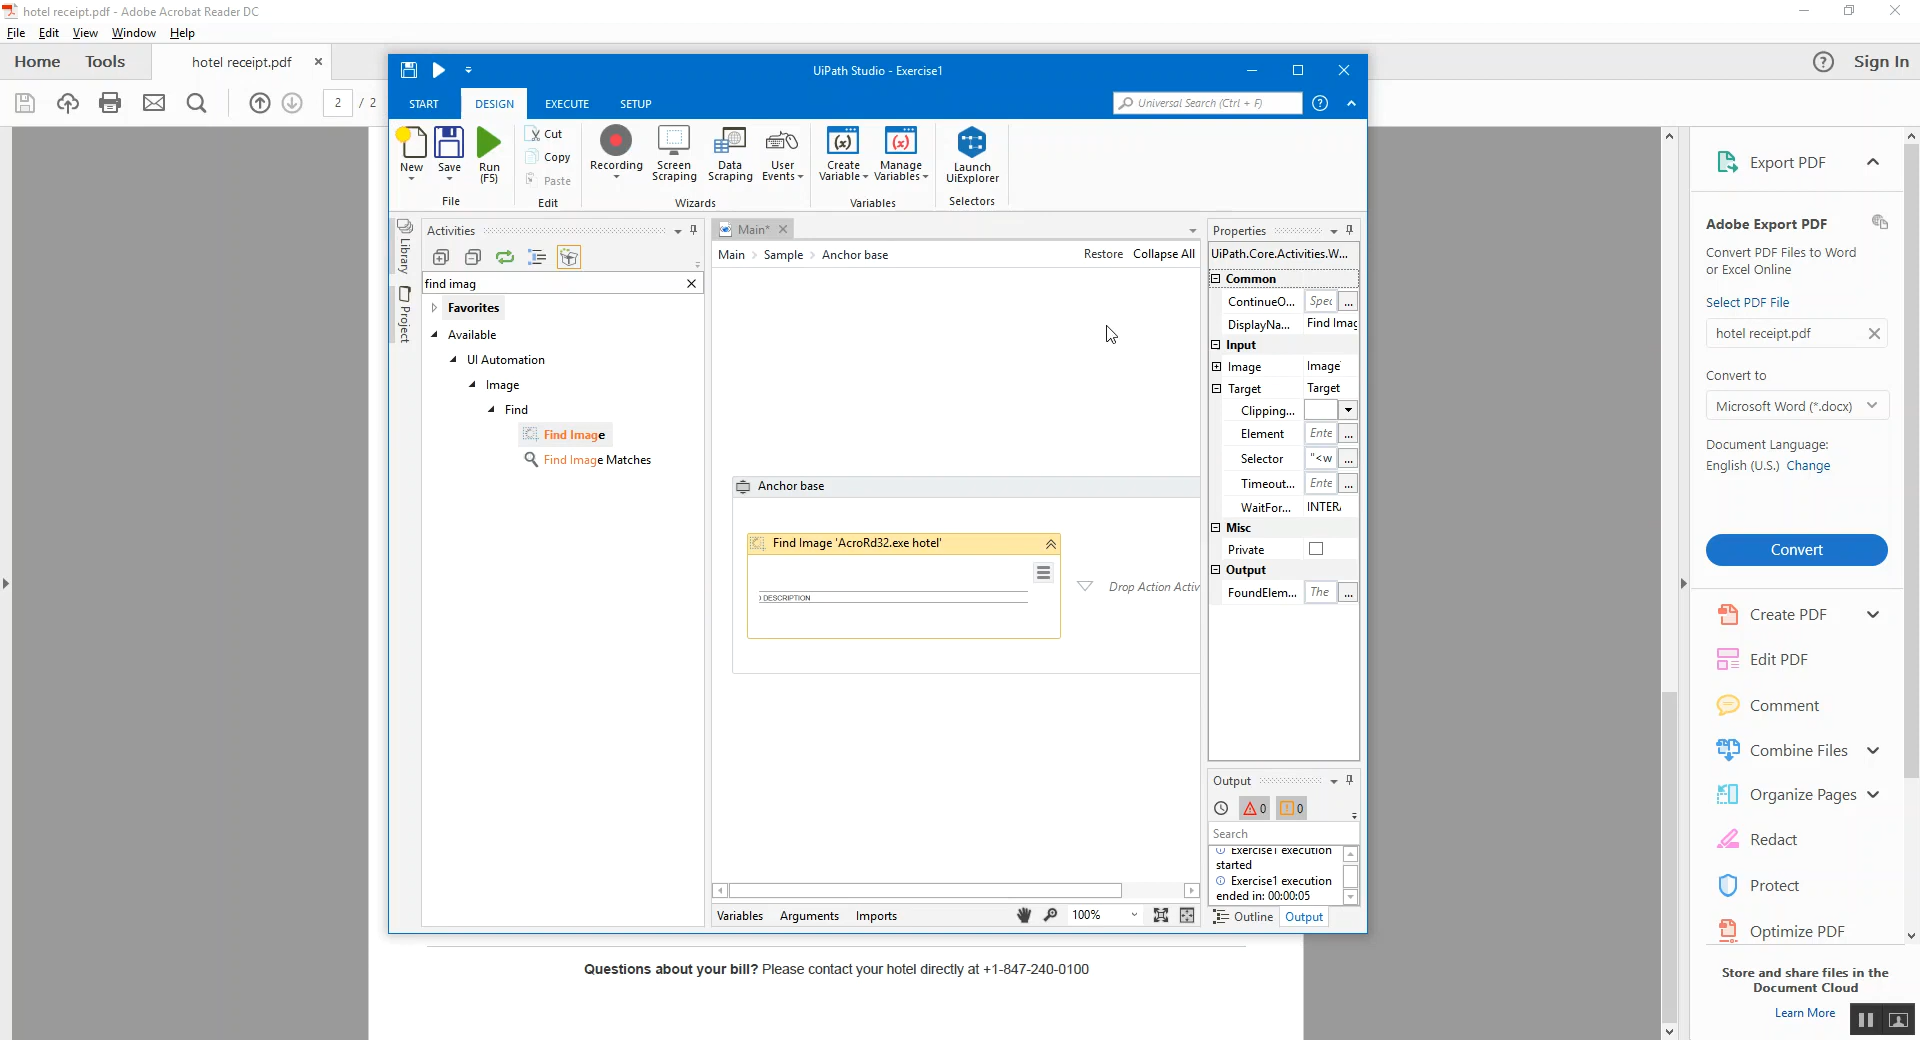 hotel receipt.pdf - Adobe Acrobat Reader DC
File Edit View Window Help
Home Tools hotel receipt.pdf Sign In
2 / 2
UiPath Studio - Exercise1
START DESIGN EXECUTE SETUP
Universal Search (Ctrl + F)
New
Save
Run (F5)
File
Cut
Copy
Paste
Edit
Recording
Screen Scraping
Data Scraping
User Events
Wizards
Create Variable
Manage Variables
Variables
Launch UiExplorer
Selectors
Library
Project
Activities
find imag
Favorites
Available
UI Automation
Image
Find
Find Image
Find Image Matches
Main*
Main Sample Anchor base
Restore Collapse All
Anchor base
Find Image 'AcroRd32.exe hotel'
DESCRIPTION
Drop Action Activ
Variables Arguments Imports
100%
Properties
UiPath.Core.Activities.W...
Common
ContinueO... Spec ...
DisplayNa... Find Imag
Input
Image Image
Target Target
Clipping...
Element Ente ...
Selector "<w ...
Timeout... Ente ...
WaitFor... INTERA
Misc
Private
Output
FoundElem... The ...
Output
0 0
Search
Exercise1 execution
started
Exercise1 execution
ended in: 00:00:05
Outline Output
Questions about your bill? Please contact your hotel directly at +1-847-240-0100
Export PDF
Adobe Export PDF
Convert PDF Files to Word
or Excel Online
Select PDF File
hotel receipt.pdf
Convert to
Microsoft Word (*.docx)
Document Language:
English (U.S.) Change
Convert
Create PDF
Edit PDF
Comment
Combine Files
Organize Pages
Redact
Protect
Optimize PDF
Store and share files in the
Document Cloud
Learn More